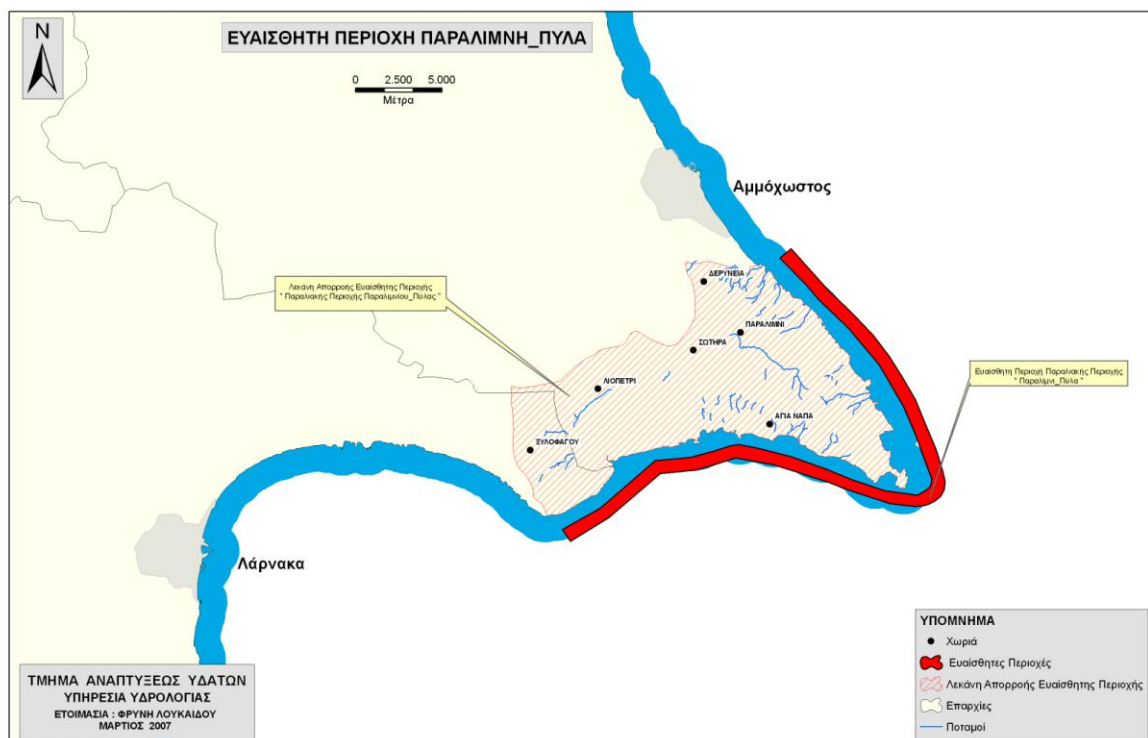 N
ΕΥΑΙΣΘΗΤΗ ΠΕΡΙΟΧΗ ΠΑΡΑΛΙΜΝΗ_ΠΥΛΑ
0 2.500 5.000
Μέτρα
Αμμόχωστος
Λεκάνη Απορροής Ευαίσθητης Περιοχής
" Παραλιακής Περιοχής Παραλιμνίου_Πύλας "
ΔΕΡΥΝΕΙΑ
ΠΑΡΑΛΙΜΝΙ
ΣΩΤΗΡΑ
Ευαίσθητη Περιοχή Παραλιακής Περιοχής
" Παραλίμνι_Πύλα "
ΛΙΟΠΕΤΡΙ
ΑΓΙΑ ΝΑΠΑ
ΞΥΛΟΦΑΓΟΥ
Λάρνακα
ΥΠΟΜΝΗΜΑ
Χωριά
Ευαίσθητες Περιοχές
Λεκάνη Απορροής Ευαίσθητης Περιοχής
Επαρχίες
Ποταμοί
ΤΜΗΜΑ ΑΝΑΠΤΥΞΕΩΣ ΥΔΑΤΩΝ
ΥΠΗΡΕΣΙΑ ΥΔΡΟΛΟΓΙΑΣ
ΕΤΟΙΜΑΣΙΑ : ΦΡΥΝΗ ΛΟΥΚΑΙΔΟΥ
ΜΑΡΤΙΟΣ 2007